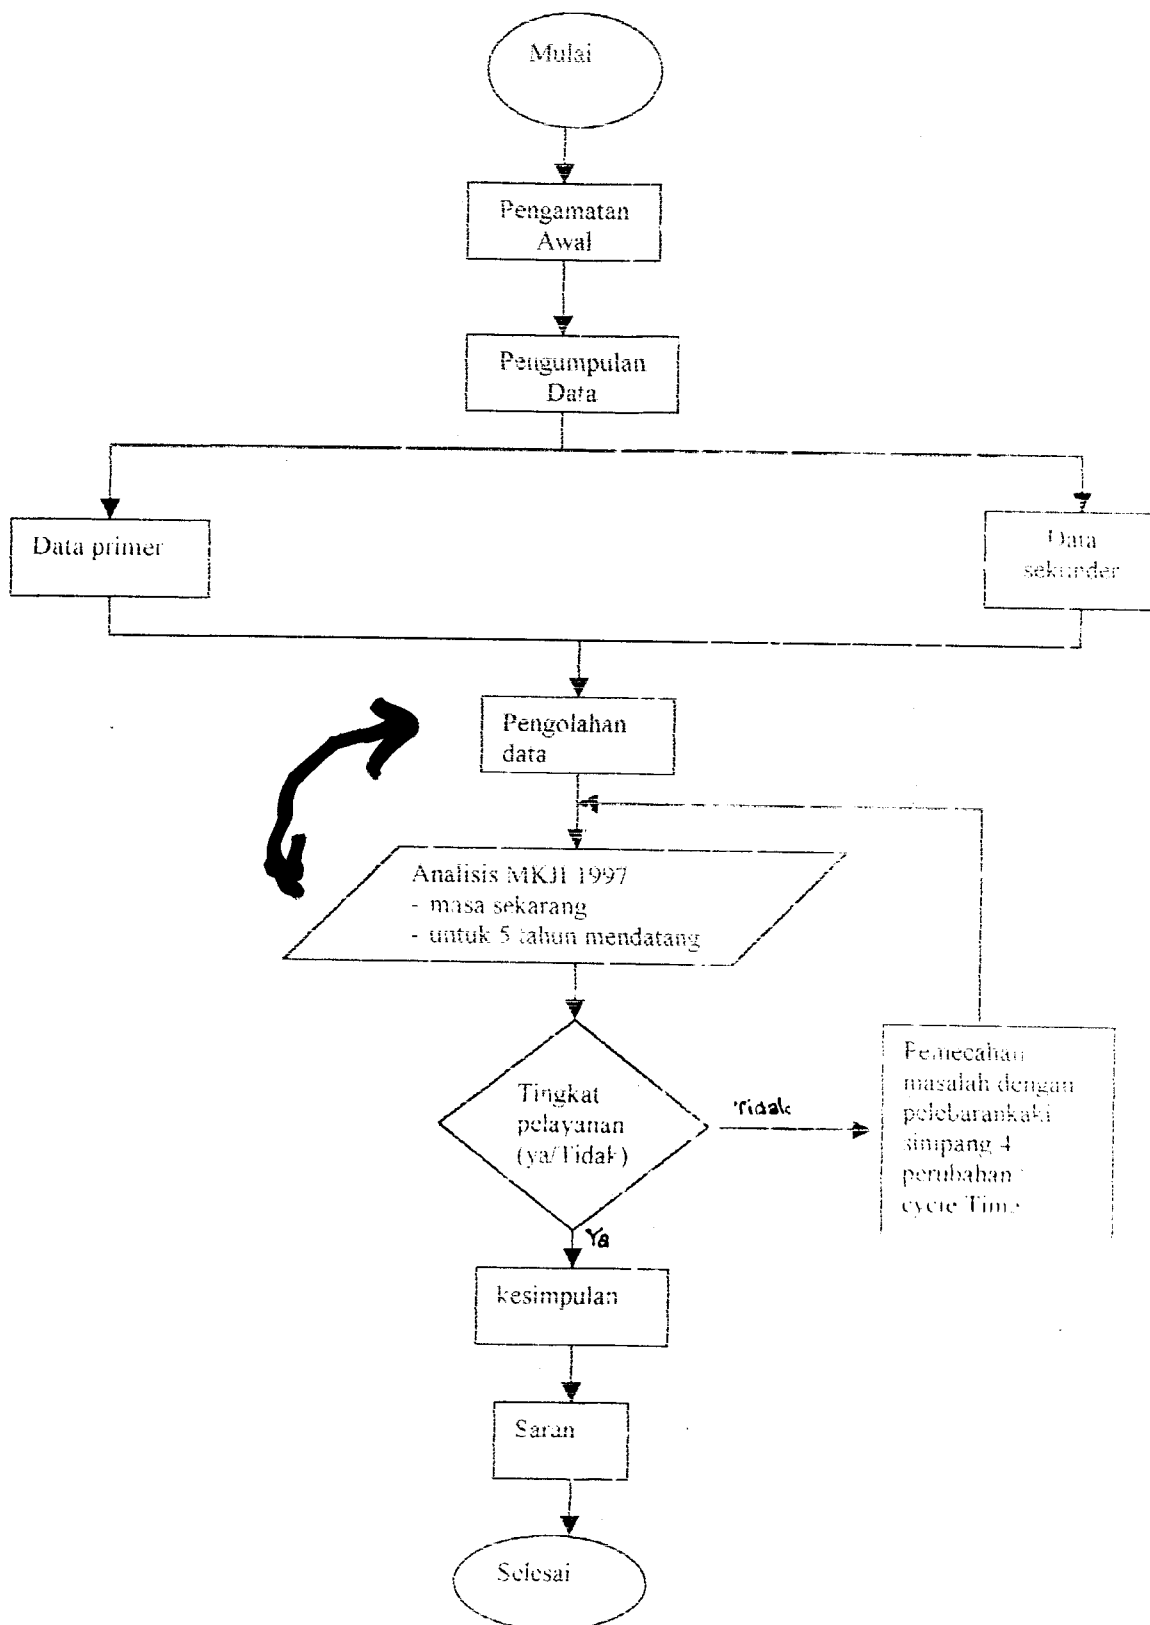 Mulai
Pengamatan
Awal
Pengumpulan
Data
Data primer
Data
sekunder
Pengolahan
data
Analisis MKJI 1997
- masa sekarang
- untuk 5 tahun mendatang
Tingkat
pelayanan
(ya/Tidak)
Tidak
Pemecahan
masalah dengan
pelebarankaki
simpang 4
perubahan
cycle Time
Ya
kesimpulan
Saran
Selesai